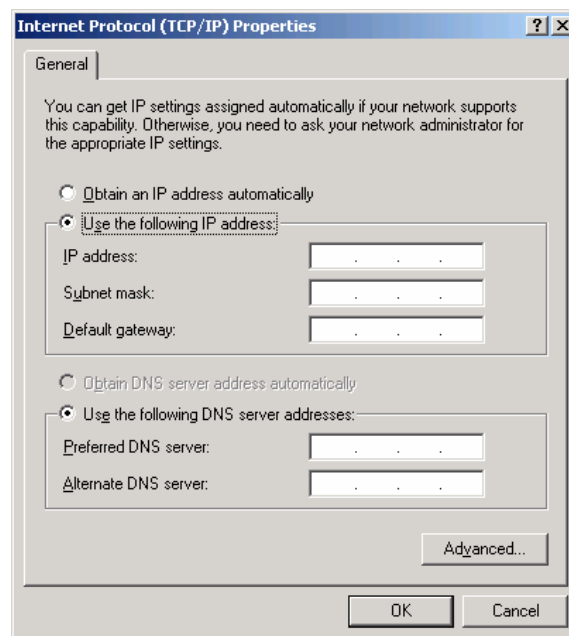 Internet Protocol (TCP/IP) Properties
General
You can get IP settings assigned automatically if your network supports
this capability. Otherwise, you need to ask your network administrator for
the appropriate IP settings.
Obtain an IP address automatically
Use the following IP address:
IP address:
Subnet mask:
Default gateway:
Obtain DNS server address automatically
Use the following DNS server addresses:
Preferred DNS server:
Alternate DNS server:
Advanced...
OK Cancel